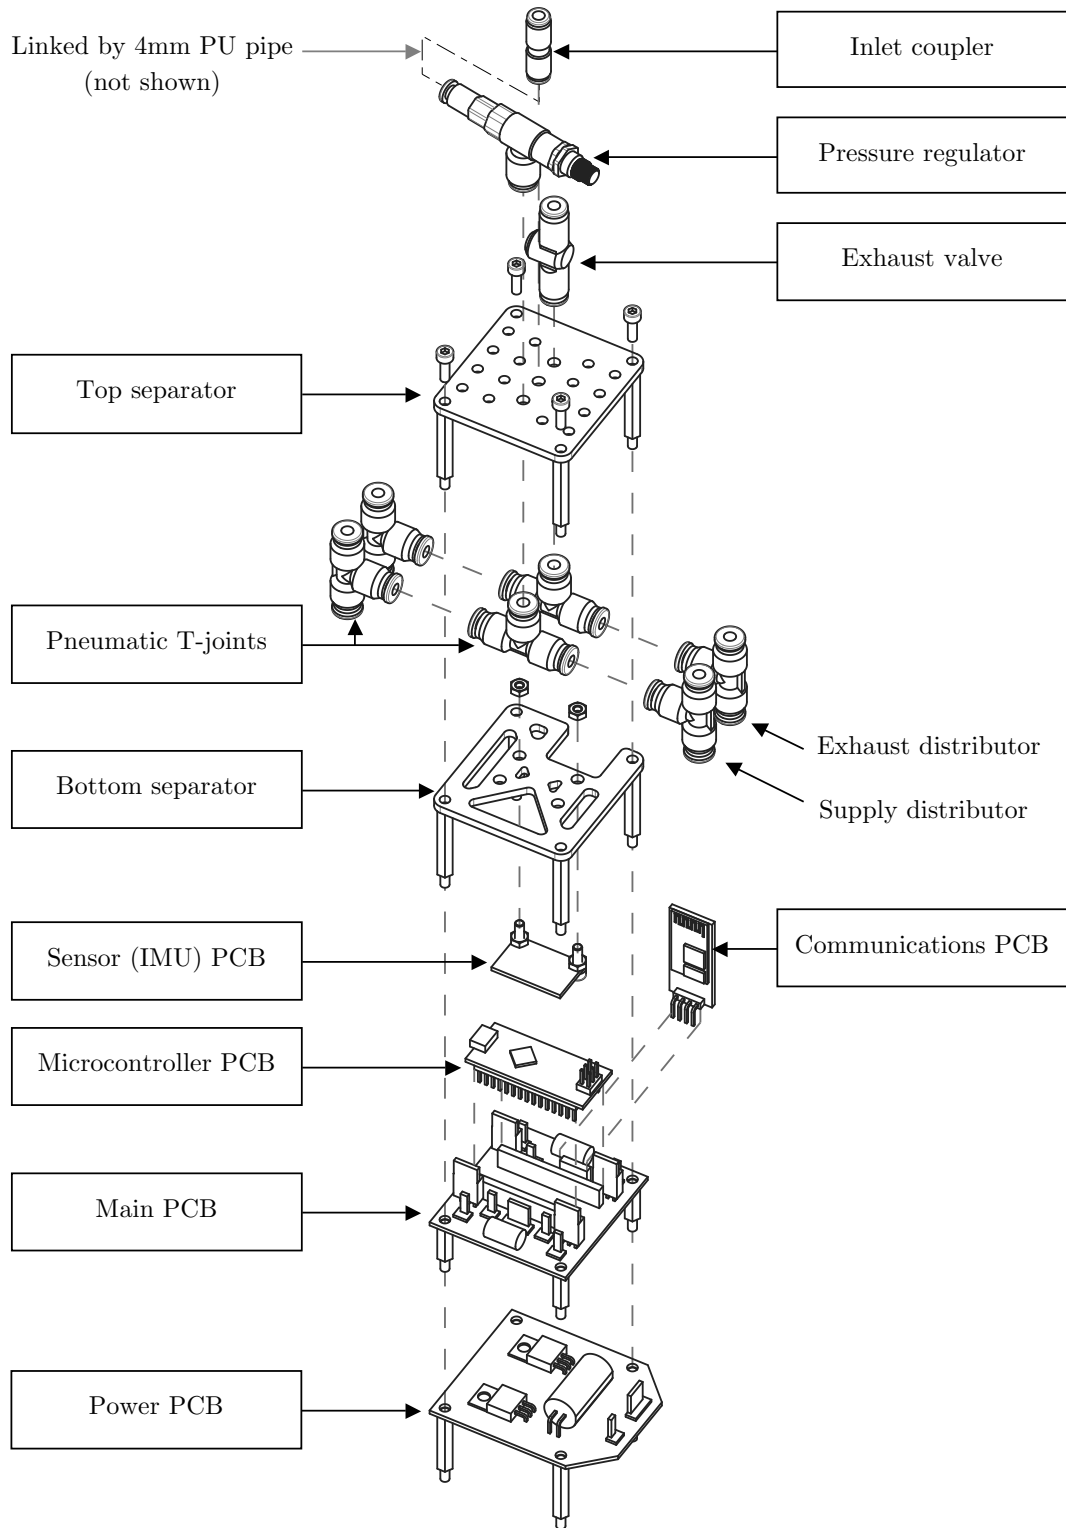 Linked by 4mm PU pipe
(not shown)
Inlet coupler
Pressure regulator
Exhaust valve
Top separator
Pneumatic T-joints
Exhaust distributor
Bottom separator
Supply distributor
Sensor (IMU) PCB
Communications PCB
Microcontroller PCB
Main PCB
Power PCB